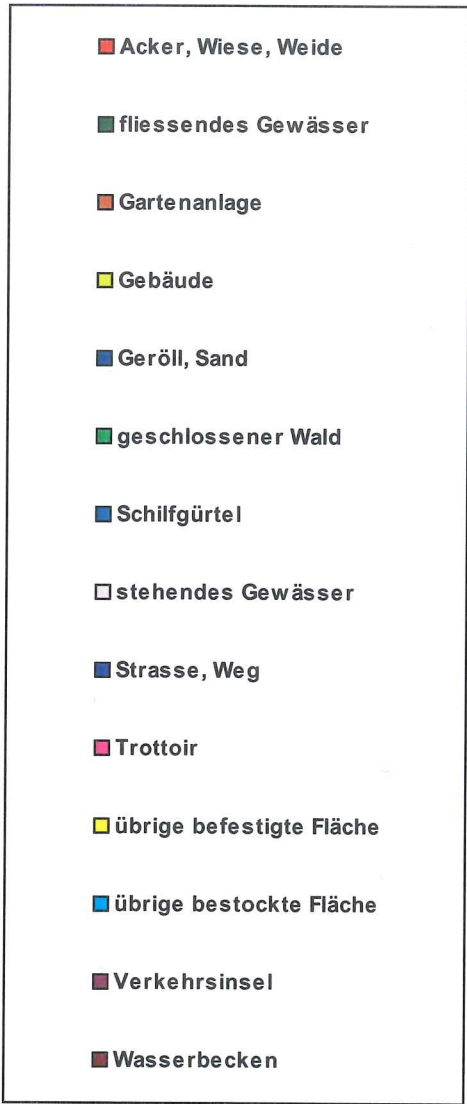 Acker, Wiese, Weide
fliessendes Gewässer
Gartenanlage
Gebäude
Geröll, Sand
geschlossener Wald
Schilfgürtel
stehendes Gewässer
Strasse, Weg
Trottoir
übrige befestigte Fläche
übrige bestockte Fläche
Verkehrsinsel
Wasserbecken